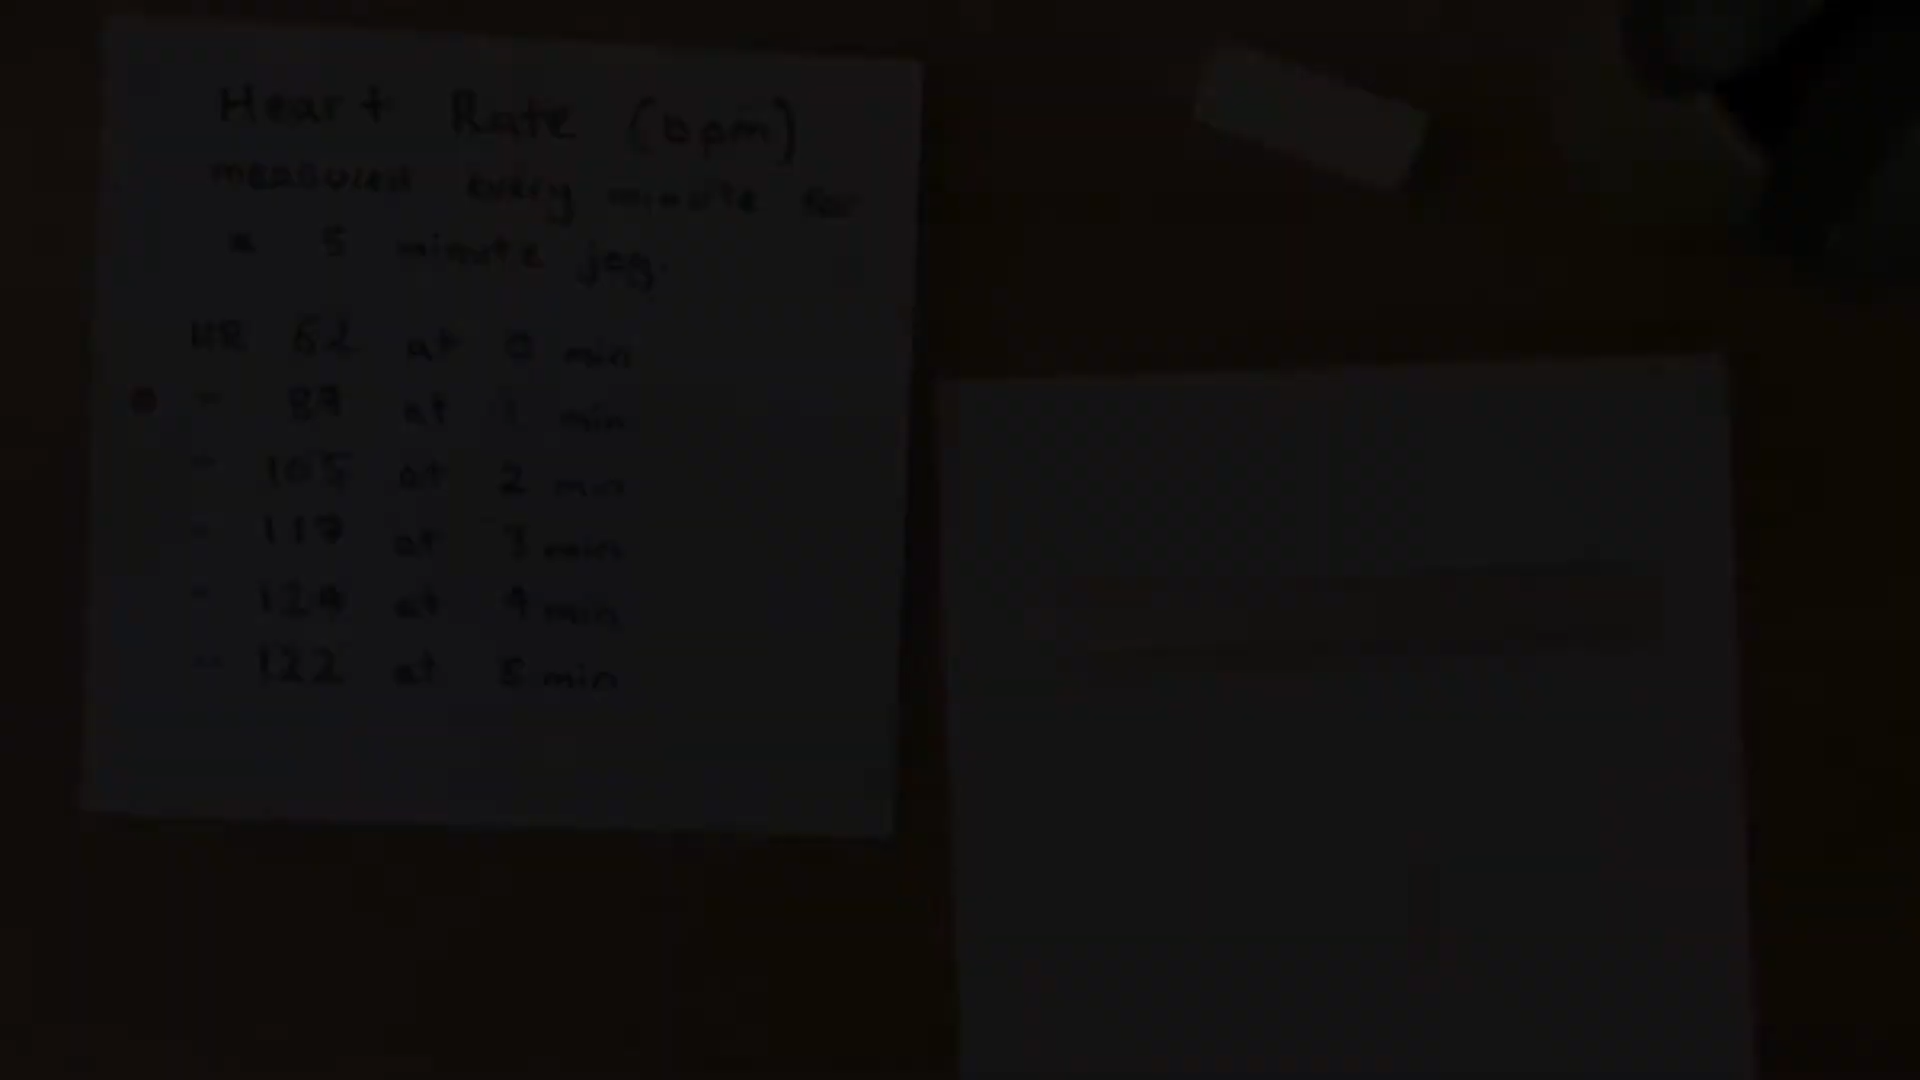 Heart Rate (bpm)
measured every minute for
a 5 minute jog.
HR 62 at 0 min
" 87 at 1 min
" 105 at 2 min
" 117 at 3 min
" 124 at 4 min
" 122 at 5 min